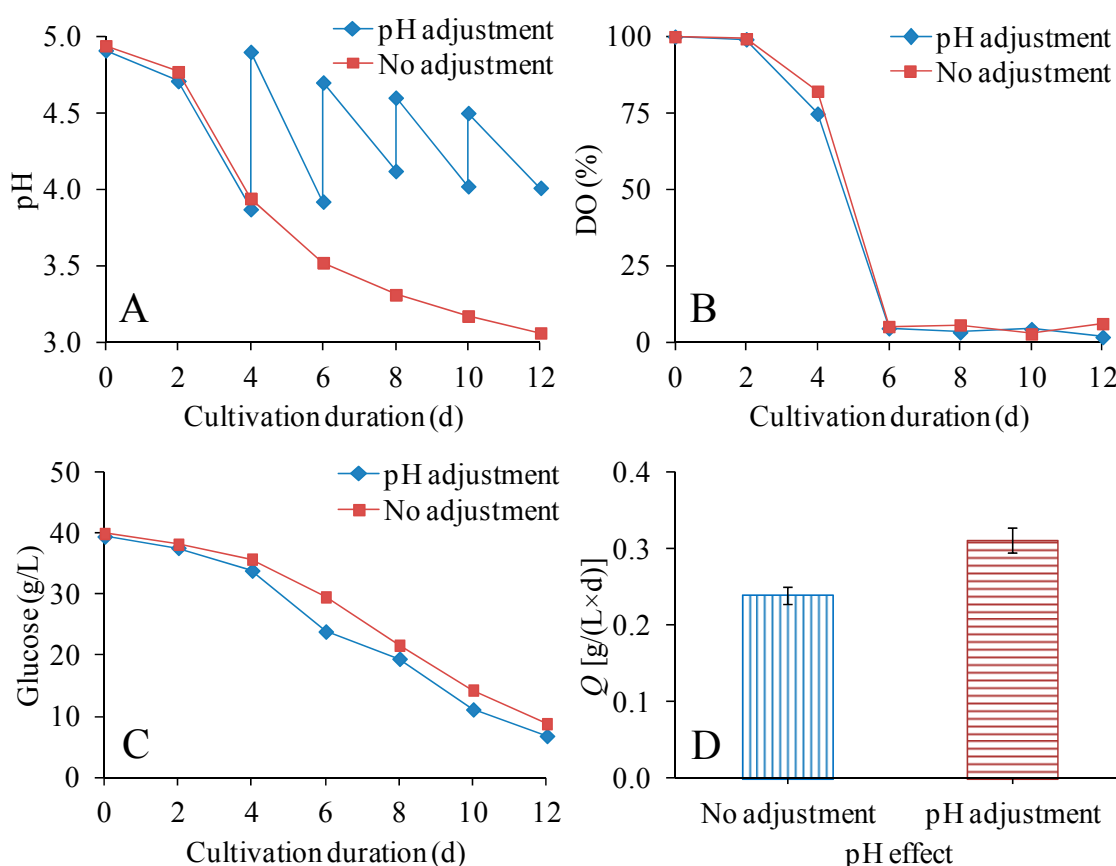 5.0
4.5
4.0
3.5
3.0
pH
pH adjustment
No adjustment
A
0 2 4 6 8 10 12
Cultivation duration (d)
100
75
50
25
0
DO (%)
pH adjustment
No adjustment
B
0 2 4 6 8 10 12
Cultivation duration (d)
50
40
30
20
10
0
Glucose (g/L)
pH adjustment
No adjustment
C
0 2 4 6 8 10 12
Cultivation duration (d)
0.4
0.3
0.2
0.1
0.0
Q [g/(L×d)]
D
No adjustment pH adjustment
pH effect